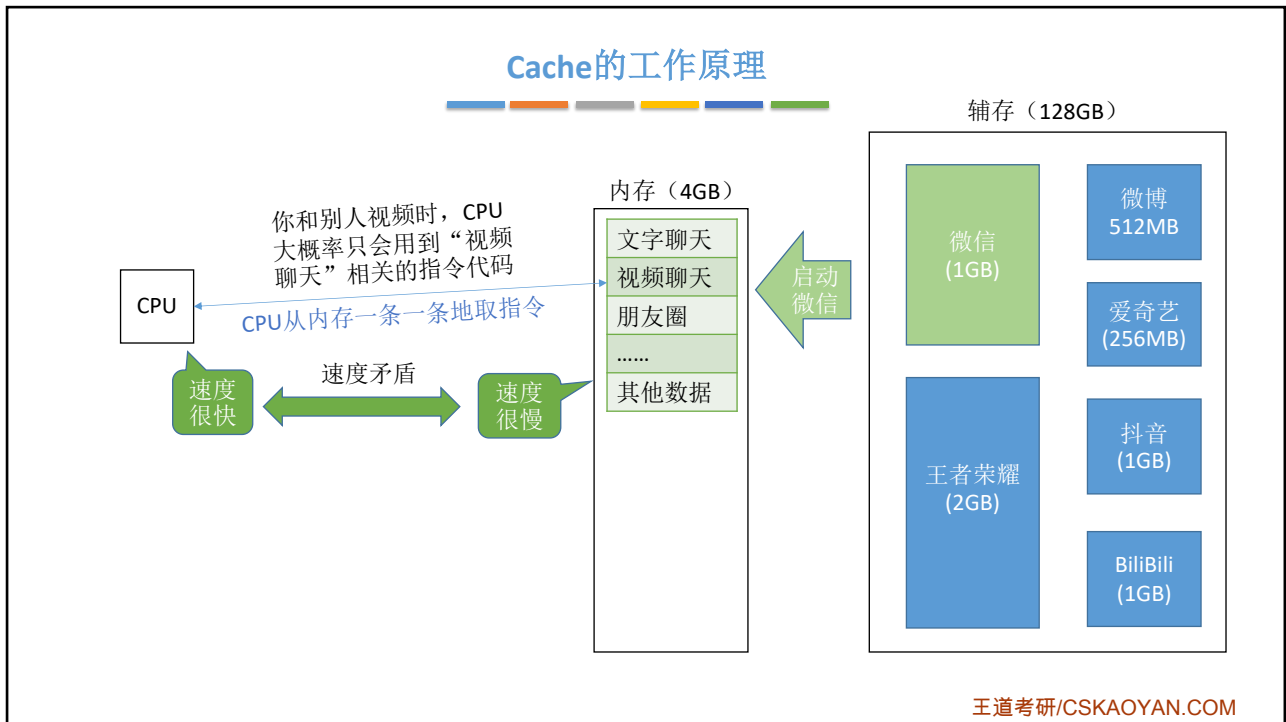 Cache的工作原理
辅存（128GB）
内存（4GB）
你和别人视频时，CPU
大概率只会用到“视频
聊天”相关的指令代码
CPU
CPU从内存一条一条地取指令
速度
很快
速度矛盾
速度
很慢
文字聊天
视频聊天
朋友圈
……
其他数据
启动
微信
微信
(1GB)
王者荣耀
(2GB)
微博
512MB
爱奇艺
(256MB)
抖音
(1GB)
BiliBili
(1GB)
王道考研/CSKAOYAN.COM